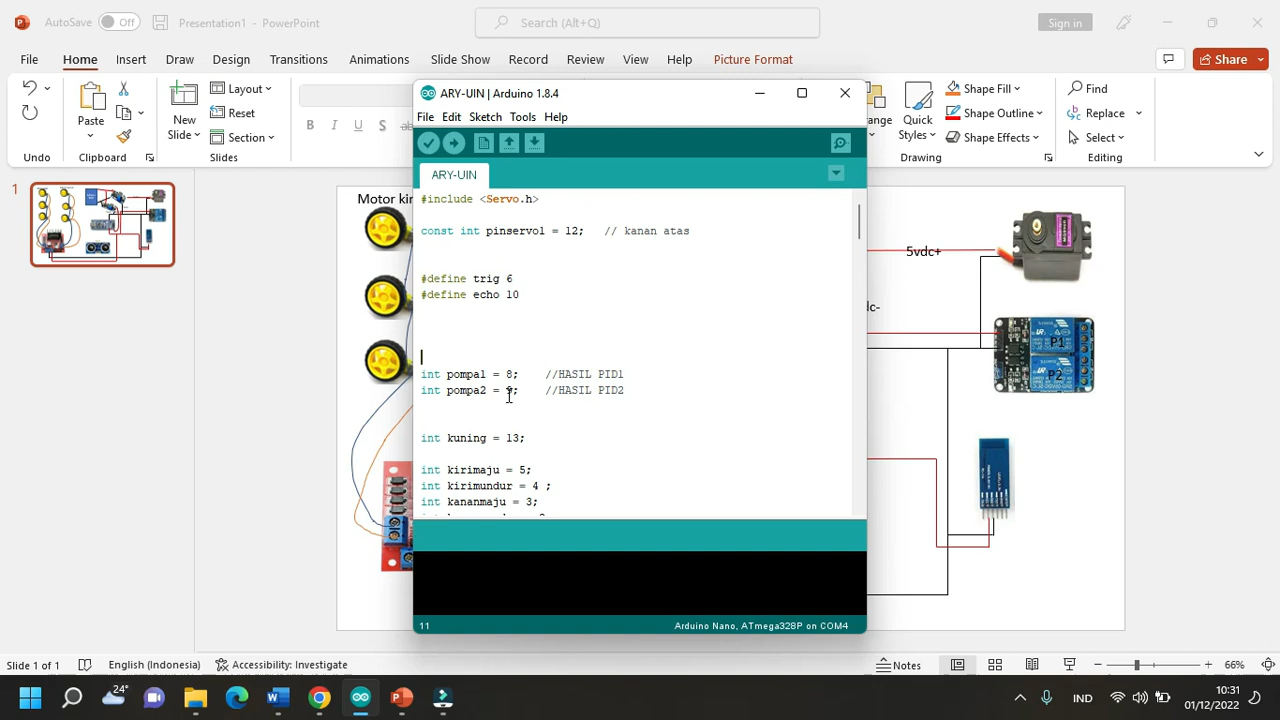 AutoSave Off Presentation1 - PowerPoint Search (Alt+Q) Sign in
File Home Insert Draw Design Transitions Animations Slide Show Record Review View Help Picture Format Share
Undo
Paste
Clipboard
New
Slide
Layout
Reset
Section
Slides
Quick
Styles
Shape Fill
Shape Outline
Shape Effects
Drawing
Find
Replace
Select
Editing
1
Motor
5vdc+
P1
P2
ARY-UIN | Arduino 1.8.4
File Edit Sketch Tools Help
ARY-UIN
#include <Servo.h>
const int pinservo1 = 12; // kanan atas
#define trig 6
#define echo 10
int pompa1 = 8; //HASIL PID1
int pompa2 = 9; //HASIL PID2
int kuning = 13;
int kirimaju = 5;
int kirimundur = 4 ;
int kananmaju = 3;
11 Arduino Nano, ATmega328P on COM4
Slide 1 of 1 English (Indonesia) Accessibility: Investigate Notes 66%
24° IND 10:31
01/12/2022